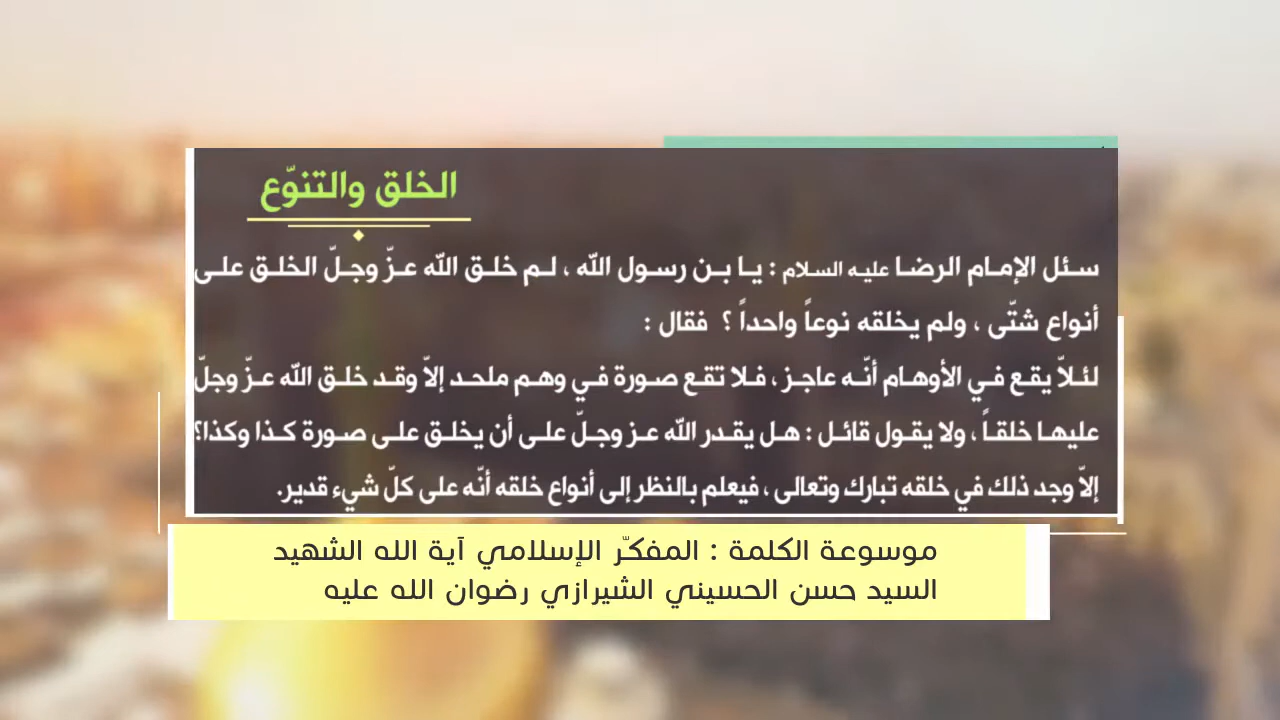 الخلق والتنوّع
سئل الإمام الرضا عليه السلام : يا بن رسول الله ، لم خلق الله عزّ وجلّ الخلق على
أنواع شتّى ، ولم يخلقه نوعاً واحداً ؟ فقال :
لئلاّ يقع في الأوهام أنّه عاجز ، فلا تقع صورة في وهم ملحد إلاّ وقد خلق الله عزّ وجلّ
عليها خلقاً ، ولا يقول قائل : هل يقدر الله عز وجلّ على أن يخلق على صورة كذا وكذا؟
إلاّ وجد ذلك في خلقه تبارك وتعالى ، فيعلم بالنظر إلى أنواع خلقه أنّه على كلّ شيء قدير.
موسوعة الكلمة : المفكّر الإسلامي آية الله الشهيد
السيد حسن الحسيني الشيرازي رضوان الله عليه